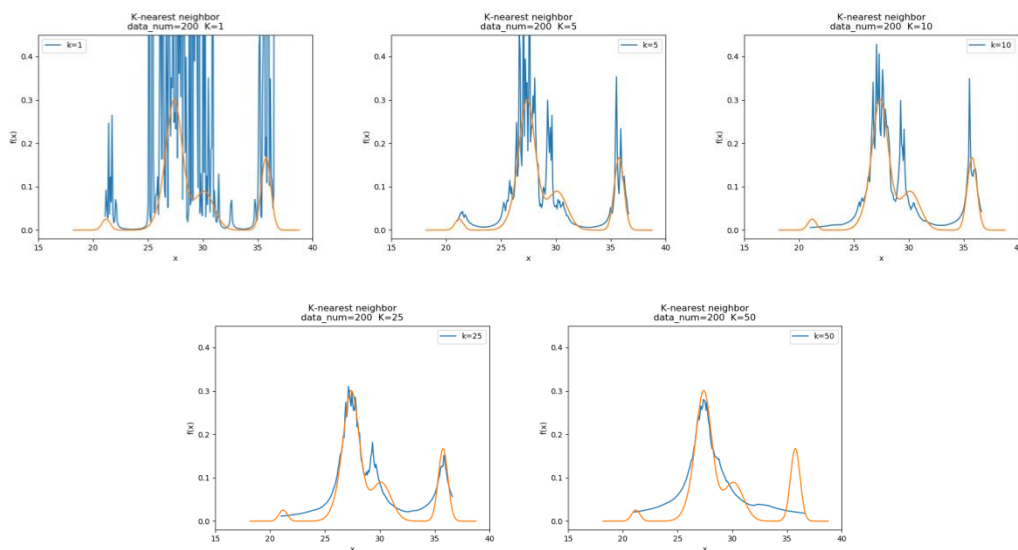 K-nearest neighbor
data_num=200 K=1
k=1
0.4
0.3
0.2
0.1
0.0
f(x)
15
20
25
30
35
40
x
K-nearest neighbor
data_num=200 K=5
k=5
0.4
0.3
0.2
0.1
0.0
f(x)
15
20
25
30
35
40
x
K-nearest neighbor
data_num=200 K=10
k=10
0.4
0.3
0.2
0.1
0.0
f(x)
15
20
25
30
35
40
x
K-nearest neighbor
data_num=200 K=25
k=25
0.4
0.3
0.2
0.1
0.0
f(x)
15
20
25
30
35
40
x
K-nearest neighbor
data_num=200 K=50
k=50
0.4
0.3
0.2
0.1
0.0
f(x)
15
20
25
30
35
40
x